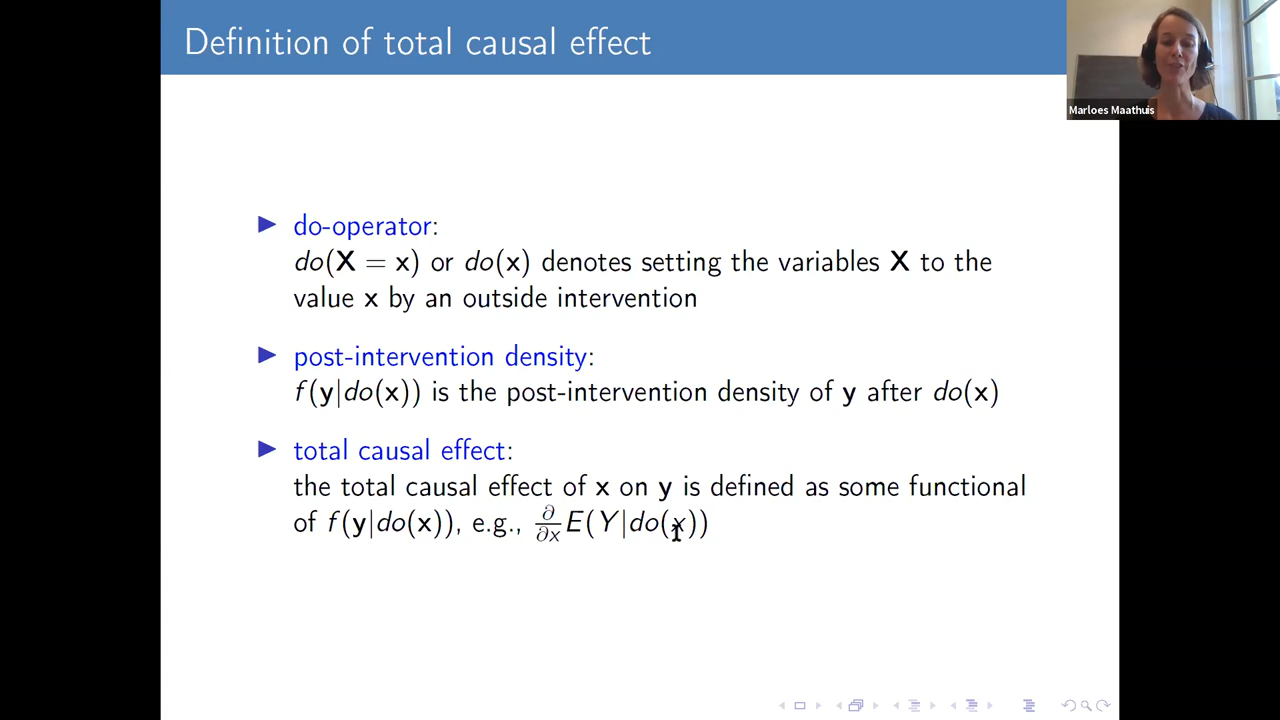 Definition of total causal effect
Marloes Maathuis
▶ do-operator:
do(X = x) or do(x) denotes setting the variables X to the
value x by an outside intervention
▶ post-intervention density:
f(y|do(x)) is the post-intervention density of y after do(x)
▶ total causal effect:
the total causal effect of x on y is defined as some functional
of f(y|do(x)), e.g., ∂/∂x E(Y|do(x))